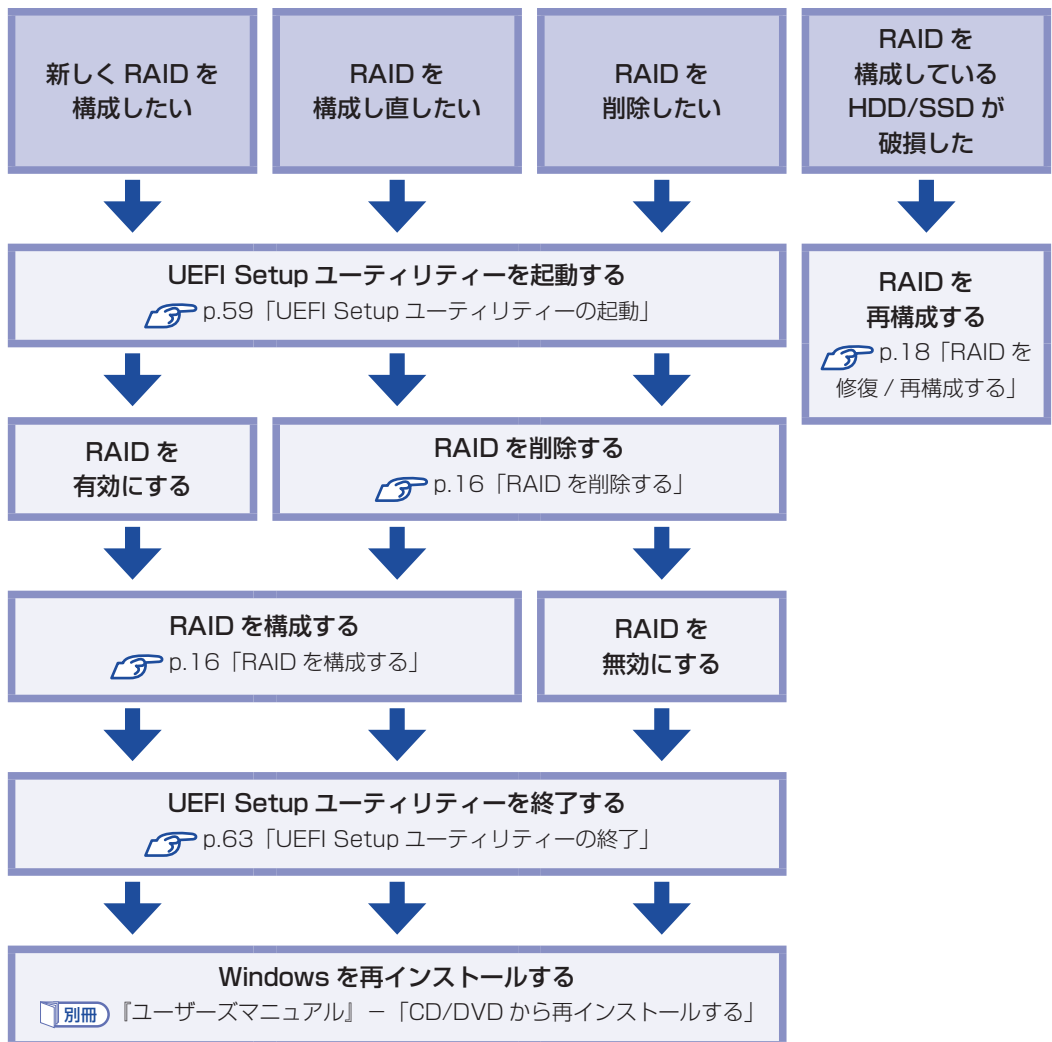 新しく RAID を
構成したい
RAID を
構成し直したい
RAID を
削除したい
RAID を
構成している
HDD/SSD が
破損した
UEFI Setup ユーティリティーを起動する
p.59「UEFI Setup ユーティリティーの起動」
RAID を
再構成する
p.18「RAID を
修復 / 再構成する」
RAID を
有効にする
RAID を削除する
p.16「RAID を削除する」
RAID を構成する
p.16「RAID を構成する」
RAID を
無効にする
UEFI Setup ユーティリティーを終了する
p.63「UEFI Setup ユーティリティーの終了」
Windows を再インストールする
別冊 『ユーザーズマニュアル』－「CD/DVD から再インストールする」